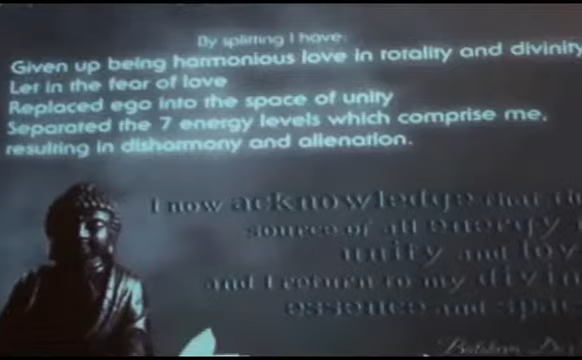 By splitting I have:
Given up being harmonious love in totality and divinity
Let in the fear of love
Replaced ego into the space of unity
Separated the 7 energy levels which comprise me,
resulting in disharmony and alienation.
I now acknowledge that
source of all energy
unity and
and I return to my
essence and